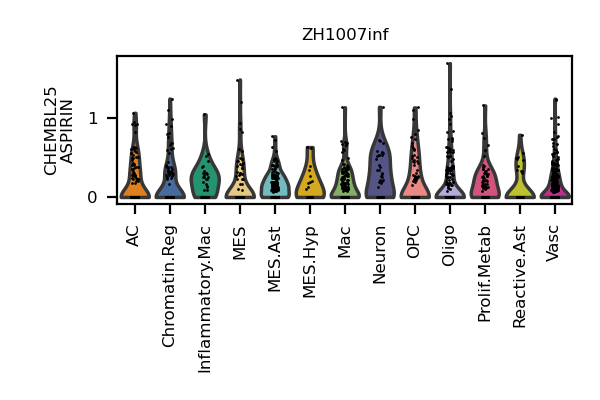 ZH1007inf
CHEMBL25
ASPIRIN
1
0
AC
Chromatin.Reg
Inflammatory.Mac
MES
MES.Ast
MES.Hyp
Mac
Neuron
OPC
Oligo
Prolif.Metab
Reactive.Ast
Vasc